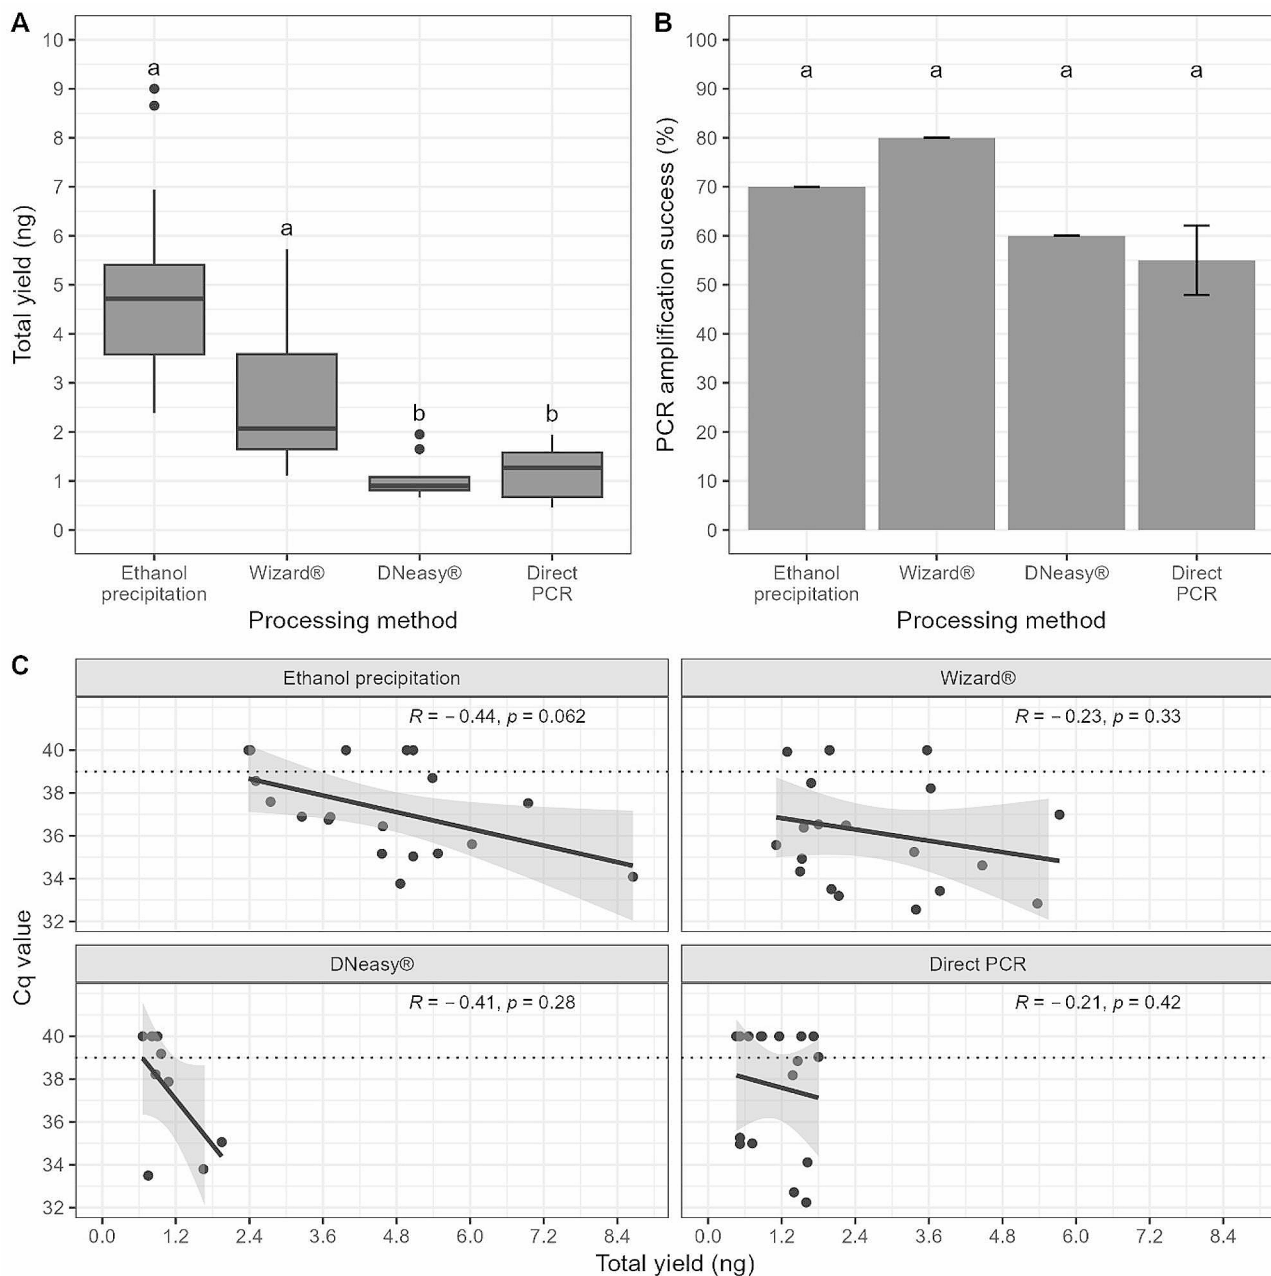 A
Total yield (ng)
10
9
8
7
6
5
4
3
2
1
0
a
a
b
b
Ethanol precipitation
Wizard®
DNeasy®
Direct PCR
Processing method
B
PCR amplification success (%)
100
90
80
70
60
50
40
30
20
10
0
a
a
a
a
Ethanol precipitation
Wizard®
DNeasy®
Direct PCR
Processing method
C
Cq value
Ethanol precipitation
R = − 0.44, p = 0.062
40
38
36
34
32
Wizard®
R = − 0.23, p = 0.33
DNeasy®
R = − 0.41, p = 0.28
40
38
36
34
32
0.0 1.2 2.4 3.6 4.8 6.0 7.2 8.4
Direct PCR
R = − 0.21, p = 0.42
0.0 1.2 2.4 3.6 4.8 6.0 7.2 8.4
Total yield (ng)